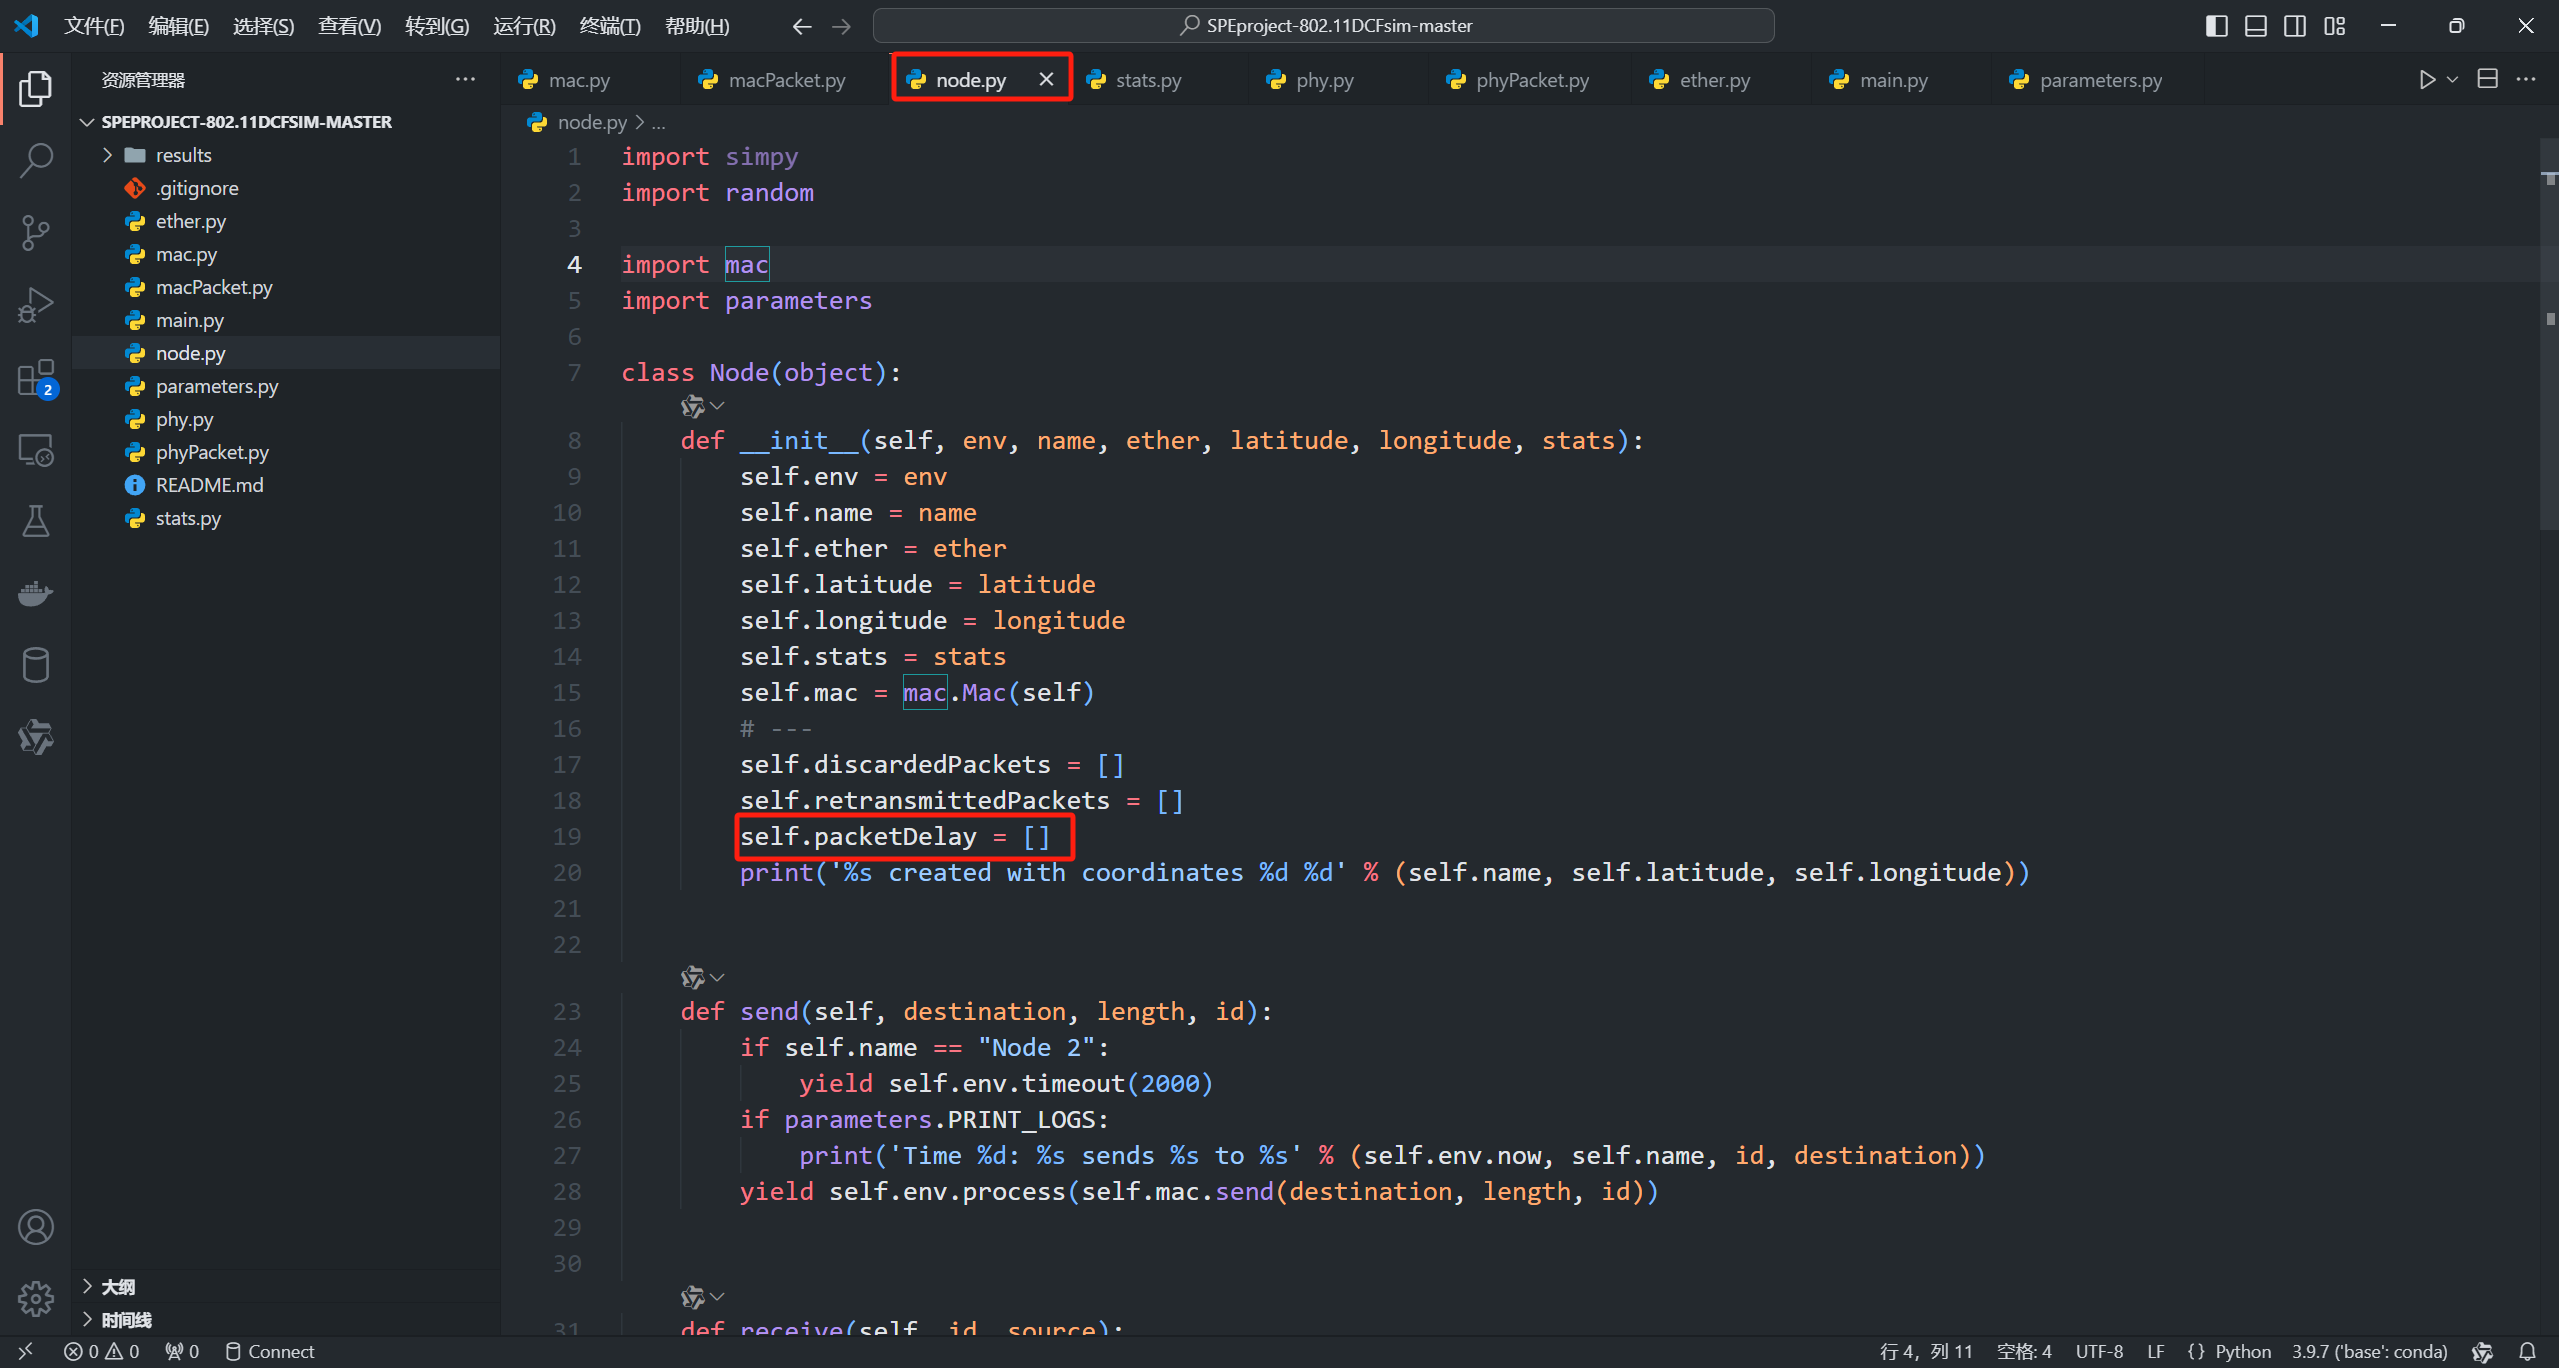 文件(F) 编辑(E) 选择(S) 查看(V) 转到(G) 运行(R) 终端(T) 帮助(H) SPEproject-802.11DCFsim-master
资源管理器
mac.py macPacket.py node.py stats.py phy.py phyPacket.py ether.py main.py parameters.py
SPEPROJECT-802.11DCFSIM-MASTER
results
.gitignore
ether.py
mac.py
macPacket.py
main.py
node.py
parameters.py
phy.py
phyPacket.py
README.md
stats.py
2
大纲
时间线
node.py > ...
1 import simpy
2 import random
3
4 import mac
5 import parameters
6
7 class Node(object):
8 def __init__(self, env, name, ether, latitude, longitude, stats):
9 self.env = env
10 self.name = name
11 self.ether = ether
12 self.latitude = latitude
13 self.longitude = longitude
14 self.stats = stats
15 self.mac = mac.Mac(self)
16 # ---
17 self.discardedPackets = []
18 self.retransmittedPackets = []
19 self.packetDelay = []
20 print('%s created with coordinates %d %d' % (self.name, self.latitude, self.longitude))
21
22
23 def send(self, destination, length, id):
24 if self.name == "Node 2":
25 yield self.env.timeout(2000)
26 if parameters.PRINT_LOGS:
27 print('Time %d: %s sends %s to %s' % (self.env.now, self.name, id, destination))
28 yield self.env.process(self.mac.send(destination, length, id))
29
30
31 def receive(self, id, source):
0 0 0 Connect 行 4，列 11 空格: 4 UTF-8 LF {} Python 3.9.7 ('base': conda)